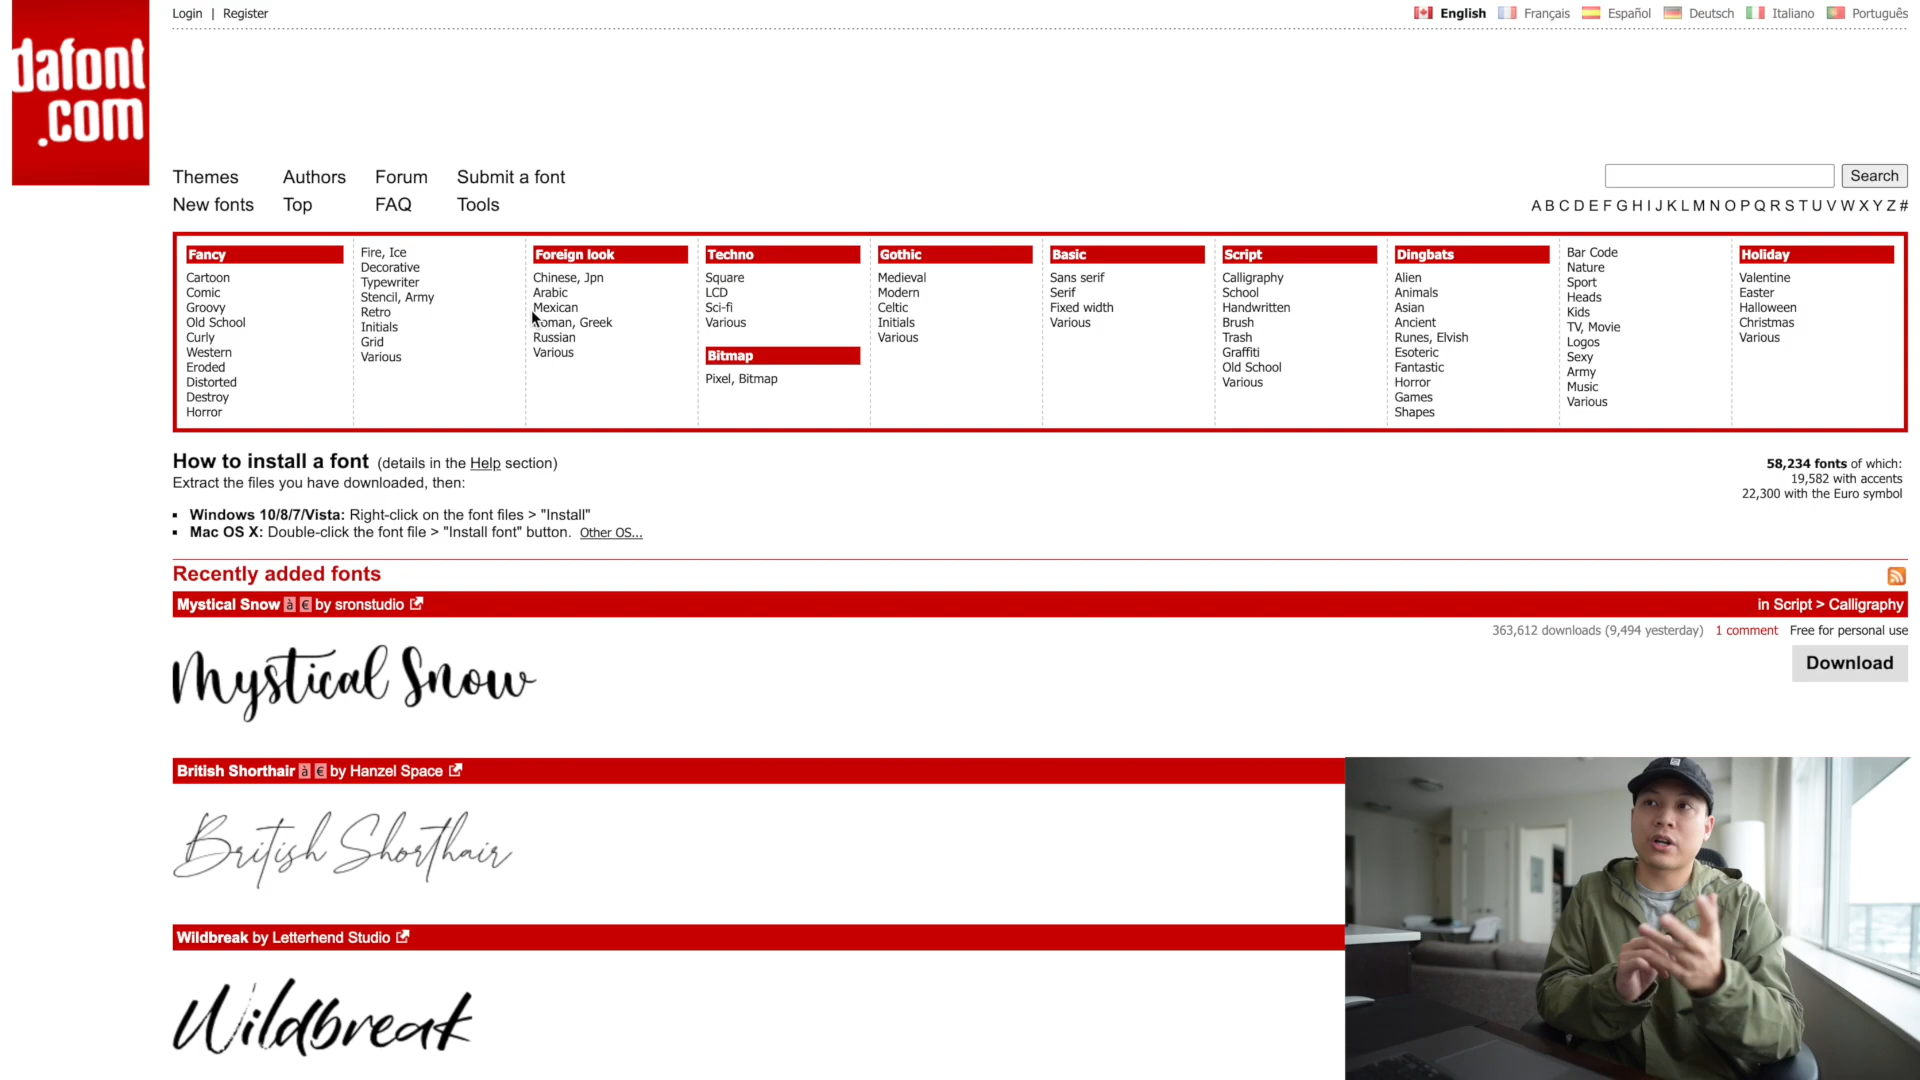 Login | Register
English Français Español Deutsch Italiano Português
dafont
.com
Themes Authors Forum Submit a font
New fonts Top FAQ Tools
Search
A B C D E F G H I J K L M N O P Q R S T U V W X Y Z #
Fancy
Cartoon
Comic
Groovy
Old School
Curly
Western
Eroded
Distorted
Destroy
Horror
Fire, Ice
Decorative
Typewriter
Stencil, Army
Retro
Initials
Grid
Various
Foreign look
Chinese, Jpn
Arabic
Mexican
Roman, Greek
Russian
Various
Techno
Square
LCD
Sci-fi
Various
Bitmap
Pixel, Bitmap
Gothic
Medieval
Modern
Celtic
Initials
Various
Basic
Sans serif
Serif
Fixed width
Various
Script
Calligraphy
School
Handwritten
Brush
Trash
Graffiti
Old School
Various
Dingbats
Alien
Animals
Asian
Ancient
Runes, Elvish
Esoteric
Fantastic
Horror
Games
Shapes
Bar Code
Nature
Sport
Heads
Kids
TV, Movie
Logos
Sexy
Army
Music
Various
Holiday
Valentine
Easter
Halloween
Christmas
Various
How to install a font (details in the Help section)
Extract the files you have downloaded, then:
Windows 10/8/7/Vista: Right-click on the font files > "Install"
Mac OS X: Double-click the font file > "Install font" button. Other OS...
58,234 fonts of which:
19,582 with accents
22,300 with the Euro symbol
Recently added fonts
Mystical Snow à € by sronstudio in Script > Calligraphy
363,612 downloads (9,494 yesterday) 1 comment Free for personal use
Download
Mystical Snow
British Shorthair à € by Hanzel Space
British Shorthair
Wildbreak by Letterhend Studio
Wildbreak